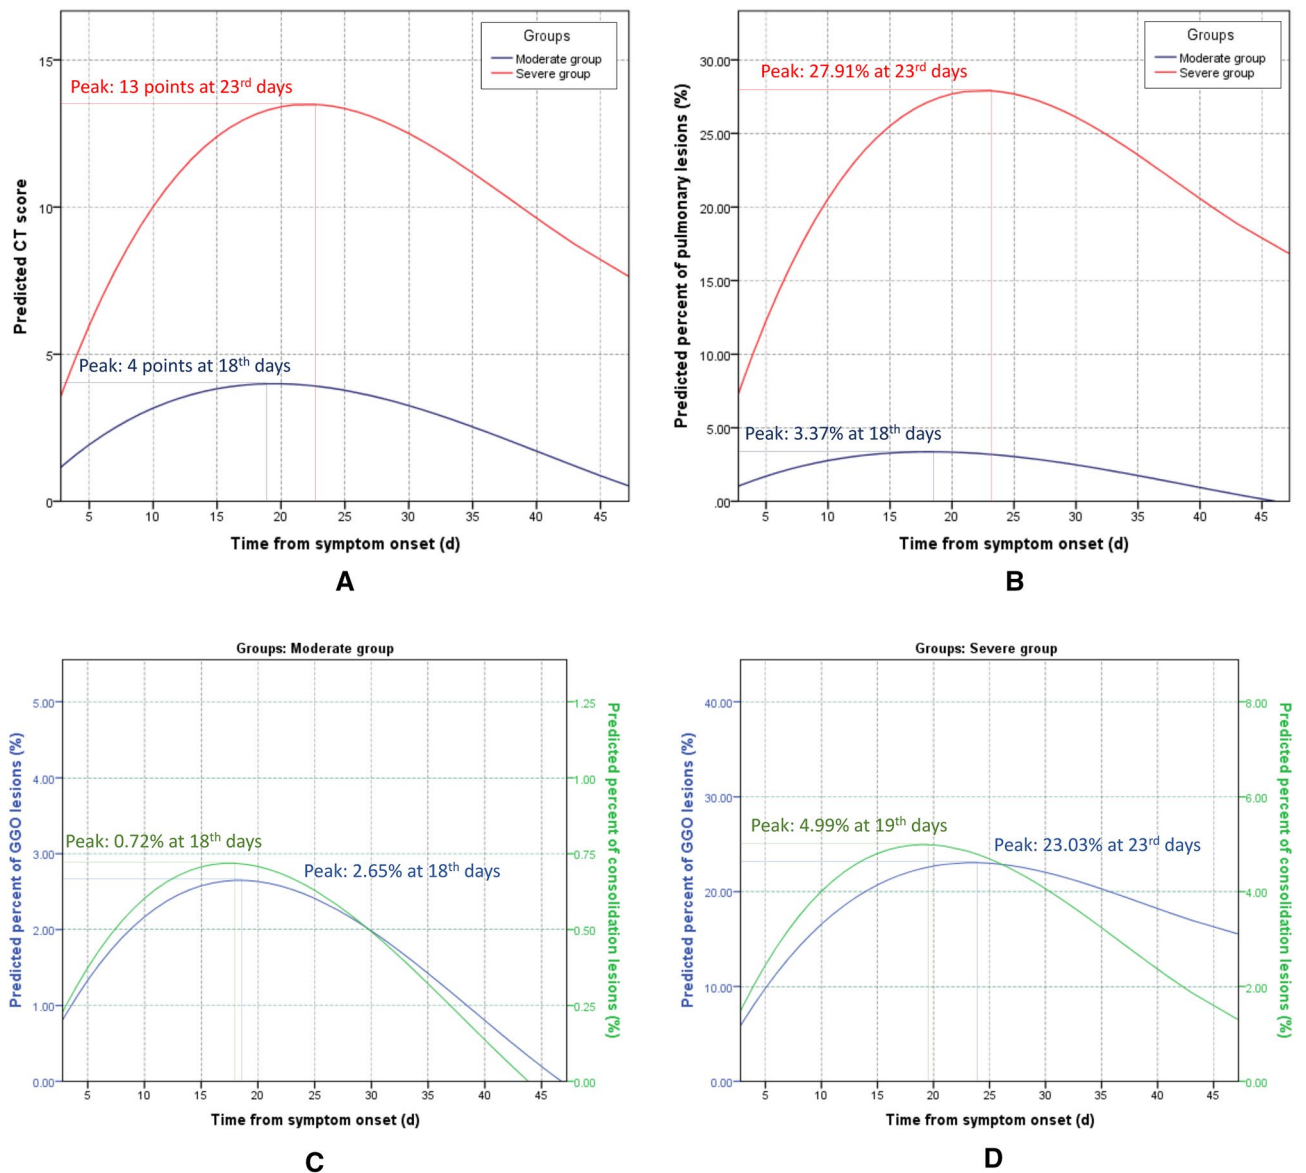 Groups
Moderate group
Severe group
Peak: 13 points at 23rd days
Peak: 4 points at 18th days
Predicted CT score
15
10
5
0
5 10 15 20 25 30 35 40 45
Time from symptom onset (d)
A
Groups
Moderate group
Severe group
Peak: 27.91% at 23rd days
Peak: 3.37% at 18th days
Predicted percent of pulmonary lesions (%)
30.00
25.00
20.00
15.00
10.00
5.00
.00
5 10 15 20 25 30 35 40 45
Time from symptom onset (d)
B
Groups: Moderate group
Predicted percent of GGO lesions (%)
5.00
4.00
3.00
2.00
1.00
0.00
Peak: 0.72% at 18th days
Peak: 2.65% at 18th days
1.25
1.00
0.75
0.50
0.25
0.00
Predicted percent of consolidation lesions (%)
5 10 15 20 25 30 35 40 45
Time from symptom onset (d)
C
Groups: Severe group
Predicted percent of GGO lesions (%)
40.00
30.00
20.00
10.00
0.00
Peak: 4.99% at 19th days
Peak: 23.03% at 23rd days
8.00
6.00
4.00
2.00
0.00
Predicted percent of consolidation lesions (%)
5 10 15 20 25 30 35 40 45
Time from symptom onset (d)
D